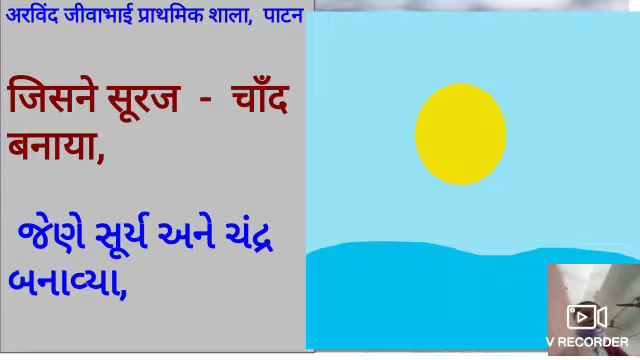 अरविंद जीवाभाई प्राथमिक शाला, पाटन
जिसने सूरज - चाँद
बनाया,
જેણે સૂર્ય અને ચંદ્ર
બનાવ્યા,
V RECORDER